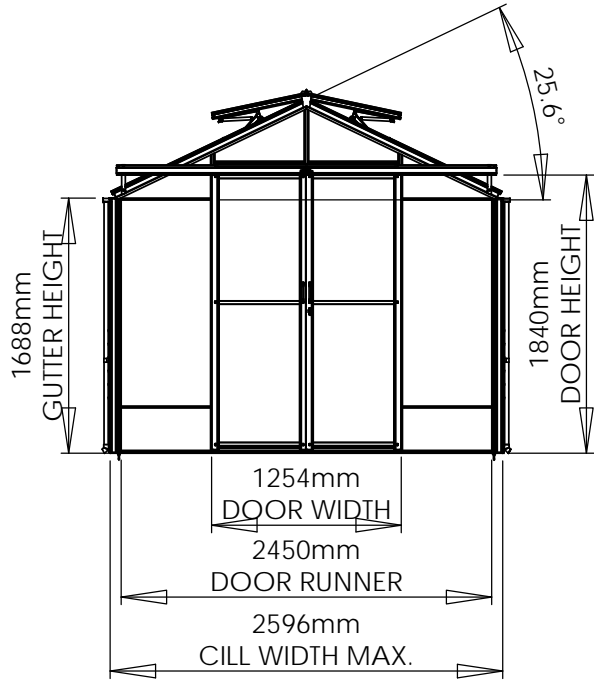 25.6°
1688mm
GUTTER HEIGHT
1840mm
DOOR HEIGHT
1254mm
DOOR WIDTH
2450mm
DOOR RUNNER
2596mm
CILL WIDTH MAX.